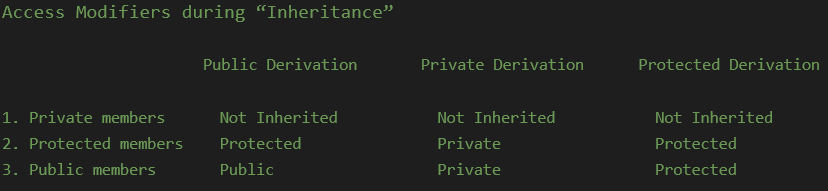 Access Modifiers during “Inheritance”
Public Derivation Private Derivation Protected Derivation
1. Private members Not Inherited Not Inherited Not Inherited
2. Protected members Protected Private Protected
3. Public members Public Private Protected